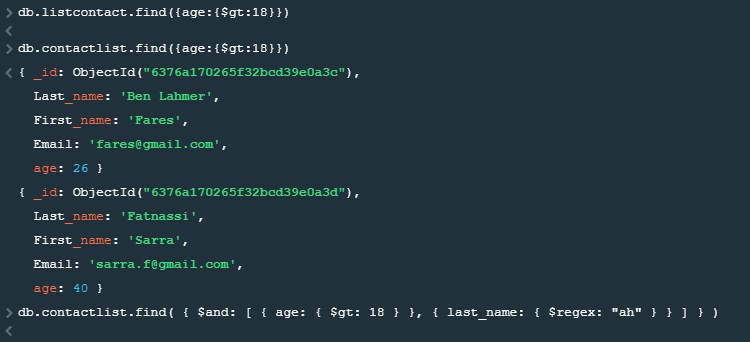 > db.listcontact.find({age:{$gt:18}})
<
> db.contactlist.find({age:{$gt:18}})
< { _id: ObjectId("6376a170265f32bcd39e0a3c"),
Last_name: 'Ben Lahmer',
First_name: 'Fares',
Email: 'fares@gmail.com',
age: 26 }
{ _id: ObjectId("6376a170265f32bcd39e0a3d"),
Last_name: 'Fatnassi',
First_name: 'Sarra',
Email: 'sarra.f@gmail.com',
age: 40 }
> db.contactlist.find( { $and: [ { age: { $gt: 18 } }, { last_name: { $regex: "ah" } } ] } )
<